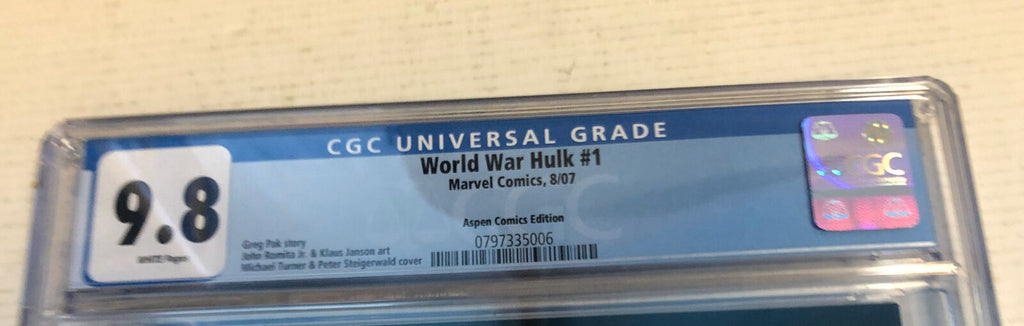 CGC UNIVERSAL GRADE
World War Hulk #1
Marvel Comics, 8/07
9.8
WHITE Pages
Aspen Comics Edition
0797335006
Greg Pak story
John Romita Jr. & Klaus Janson art
Michael Turner & Peter Steigerwald cover
CGC